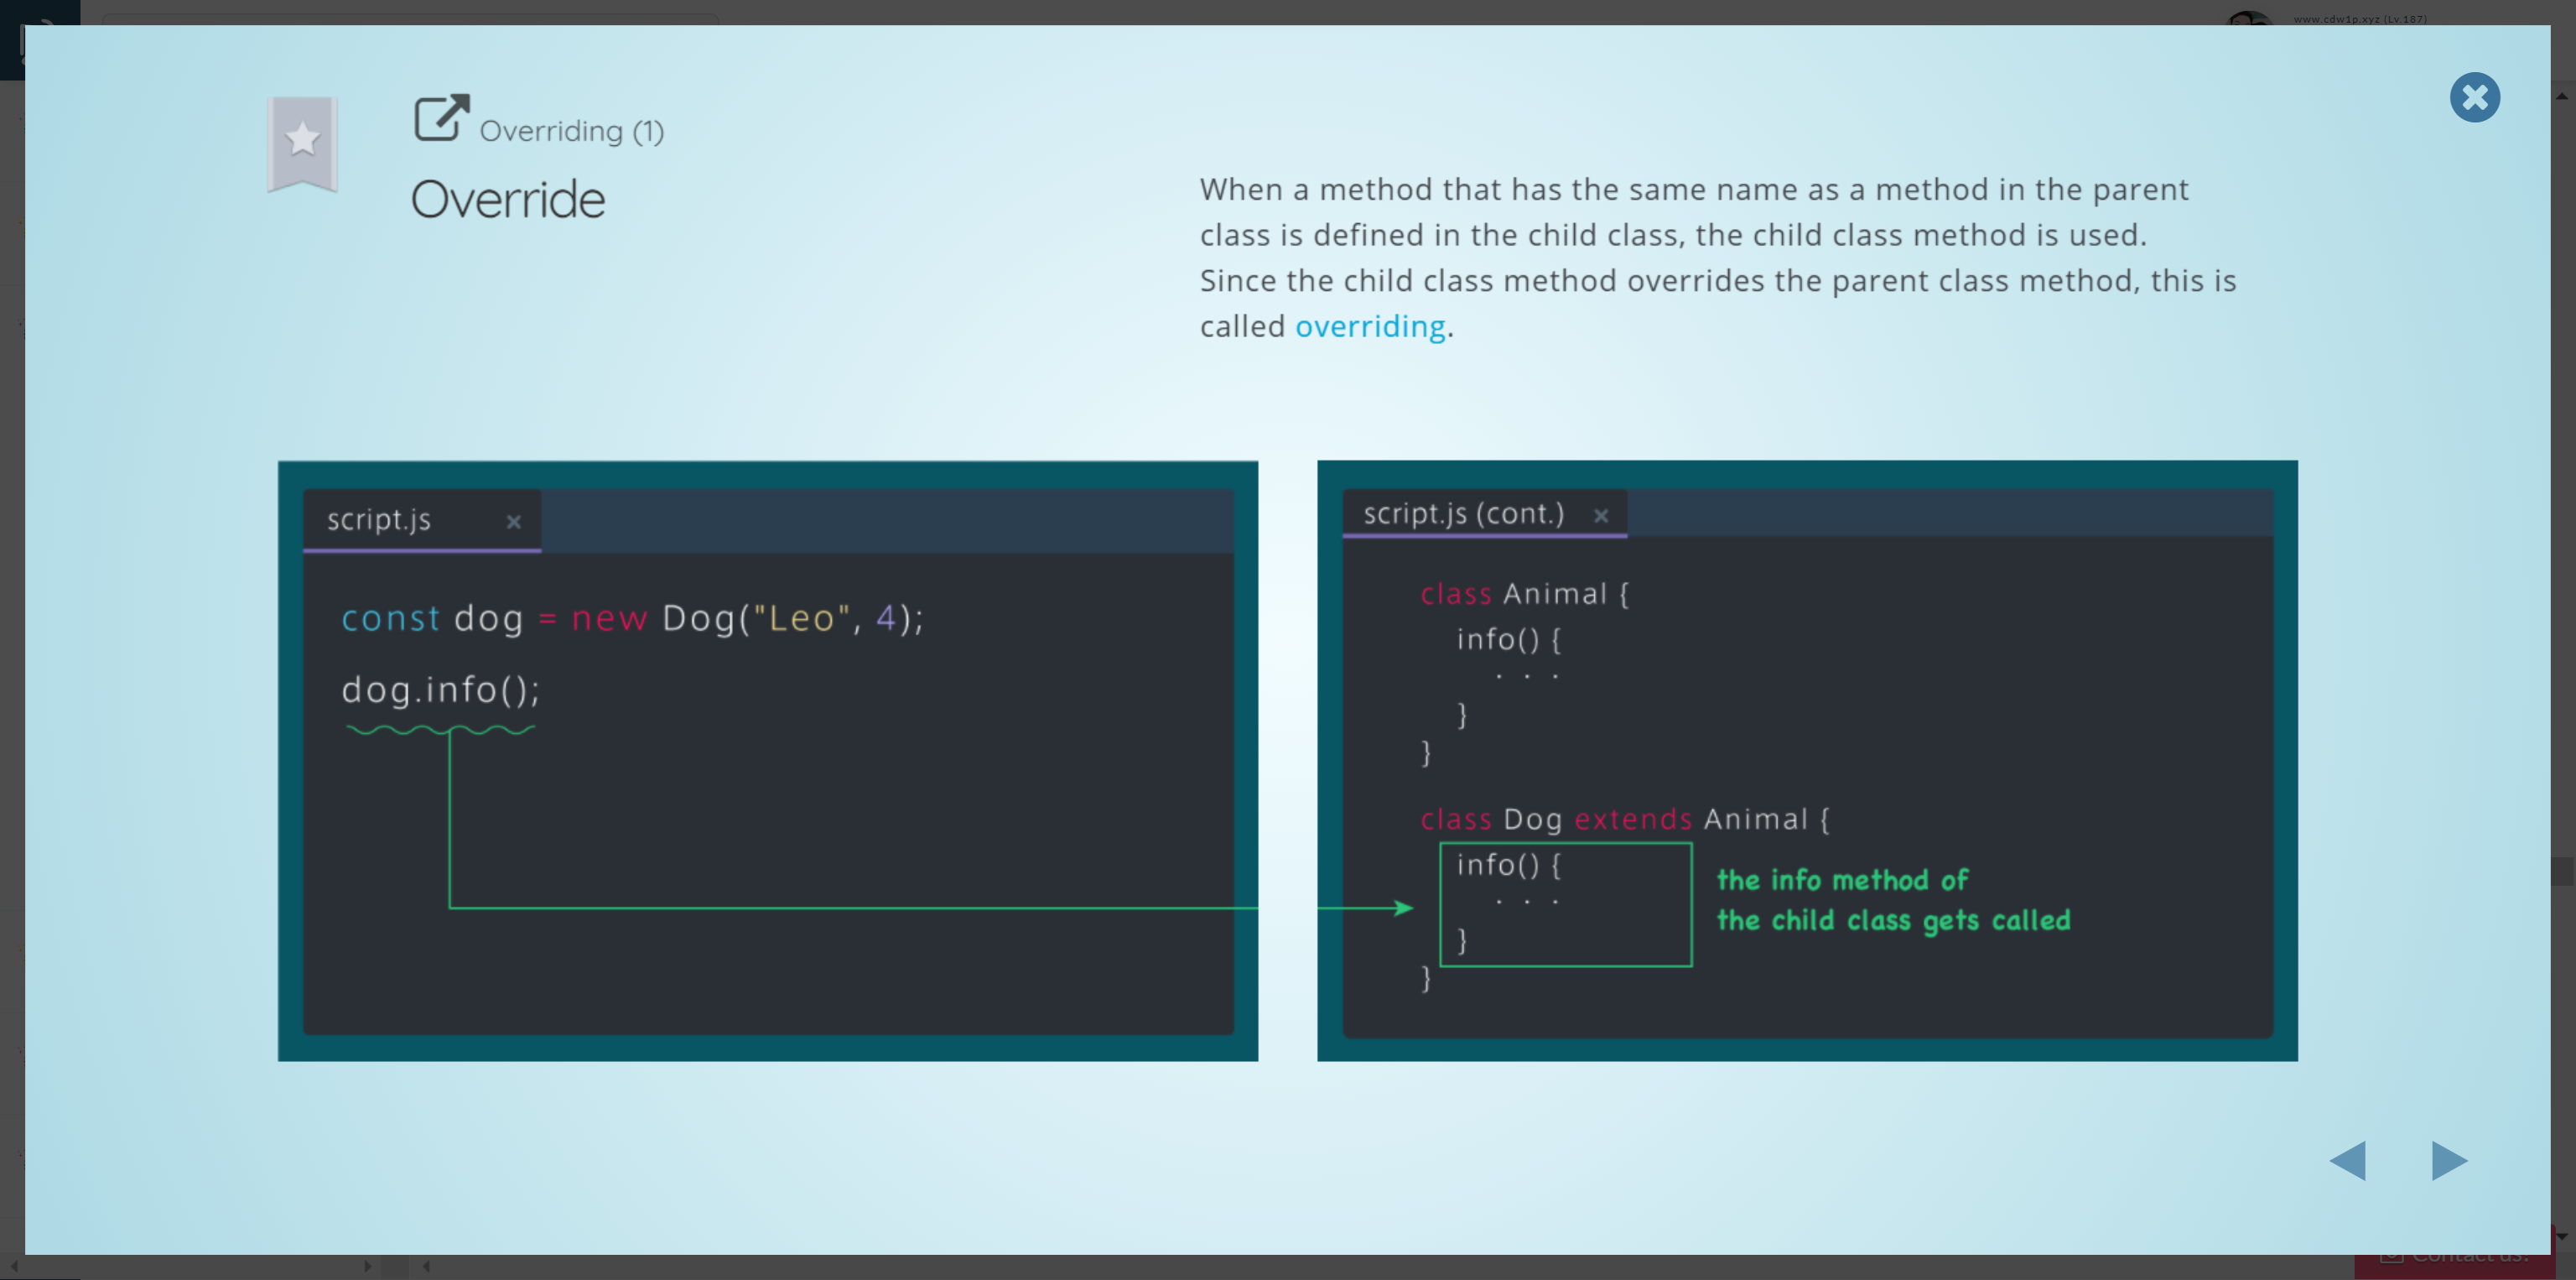 www.cdw1p.xyz (Lv.187)
Overriding (1)
Override
When a method that has the same name as a method in the parent
class is defined in the child class, the child class method is used.
Since the child class method overrides the parent class method, this is
called overriding.
script.js ×
const dog = new Dog("Leo", 4);
dog.info();
script.js (cont.) ×
class Animal {
info() {
. . .
}
}
class Dog extends Animal {
info() {
. . .
}
}
the info method of
the child class gets called
Contact us!